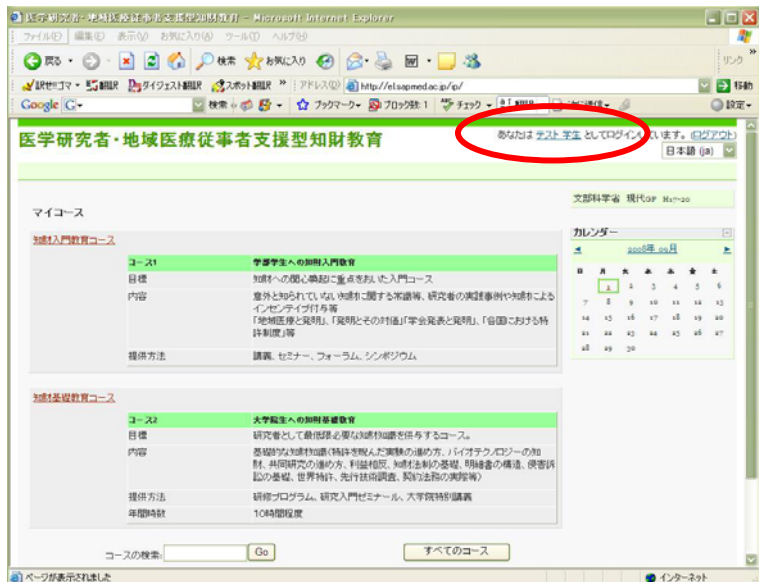 医学研究者・地域医療従事者支援型知財教育 - Microsoft Internet Explorer
ファイル(F) 編集(E) 表示(V) お気に入り(A) ツール(T) ヘルプ(H)
戻る 検索 お気に入り リンク
ダイジェスト翻訳R スポット翻訳R アドレス(D) http://elsapmed.ac.jp/ip/ 移動
Google G 検索 ブックマーク ブロック数: 1 チェック 設定
医学研究者・地域医療従事者支援型知財教育
あなたは テスト 学生 としてログインしています。 (ログアウト)
日本語 (ja)
マイコース
知財入門教育コース
コース1 学部学生への知財入門教育
目標 知財への関心喚起に重点をおいた入門コース
内容 意外と知られていない知財に関する常識等、研究者の実践事例や知財による
インセンティブ付与等
「地域医療と発明」、「発明とその対価」「学会発表と発明」、「各国における特
許制度」等
提供方法 講義、セミナー、フォーラム、シンポジウム
知財基礎教育コース
コース2 大学院生への知財基礎教育
目標 研究者として最低限必要な知財知識を供与するコース。
内容 基礎的な知財知識(特許を睨んだ実験の進め方、バイオテクノロジーの知
財、共同研究の進め方、利益相反、知財法制の基礎、明細書の構造、侵害訴
訟の基礎、世界特許、先行技術調査、契約法務の実際等)
提供方法 研修プログラム、研究入門ゼミナール、大学院特別講義
年間時数 10時間程度
コースの検索: Go すべてのコース
文部科学省 現代GP H17-20
カレンダー
2008年 09月
日 月 火 水 木 金 土
1 2 3 4 5 6
7 8 9 10 11 12 13
14 15 16 17 18 19 20
21 22 23 24 25 26 27
28 29 30
ページが表示されました インターネット